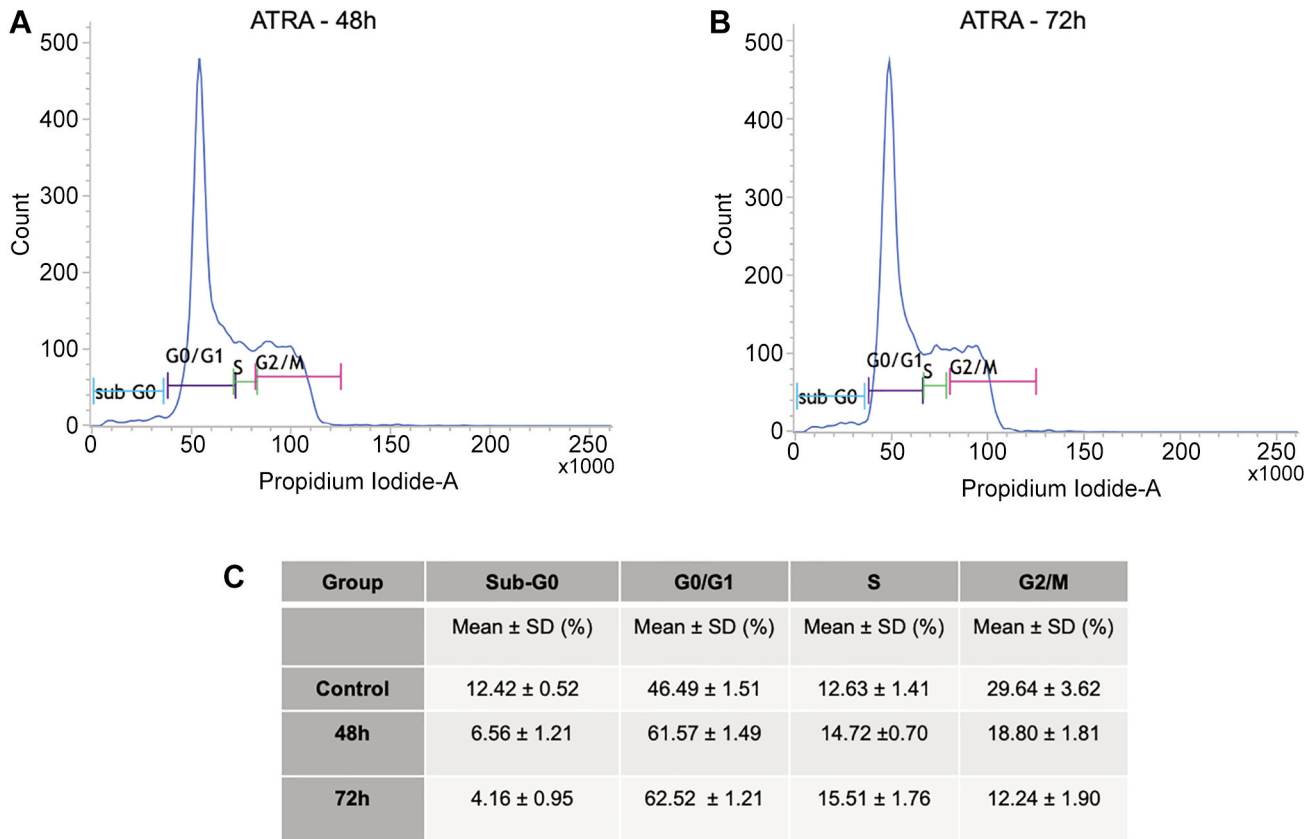 A
ATRA - 48h
500
400
300
200
100
0
Count
sub G0
G0/G1
S
G2/M
0
50
100
150
200
250
x1000
Propidium Iodide-A
B
ATRA - 72h
500
400
300
200
100
0
Count
sub G0
G0/G1
S
G2/M
0
50
100
150
200
250
x1000
Propidium Iodide-A
C
Group Sub-G0 G0/G1 S G2/M
Mean ± SD (%) Mean ± SD (%) Mean ± SD (%) Mean ± SD (%)
Control 12.42 ± 0.52 46.49 ± 1.51 12.63 ± 1.41 29.64 ± 3.62
48h 6.56 ± 1.21 61.57 ± 1.49 14.72 ±0.70 18.80 ± 1.81
72h 4.16 ± 0.95 62.52 ± 1.21 15.51 ± 1.76 12.24 ± 1.90